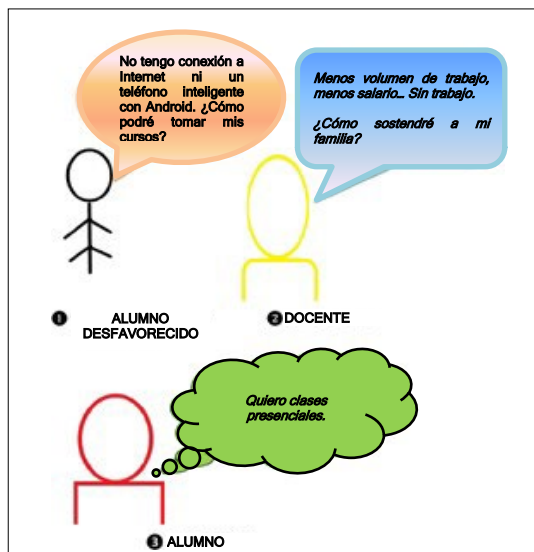 No tengo conexión a
Internet ni un
teléfono inteligente
con Android. ¿Cómo
podré tomar mis
cursos?
Menos volumen de trabajo,
menos salario... Sin trabajo.
¿Cómo sostendré a mi
familia?
❶ ALUMNO
DESFAVORECIDO
❷ DOCENTE
Quiero clases
presenciales.
❸ ALUMNO